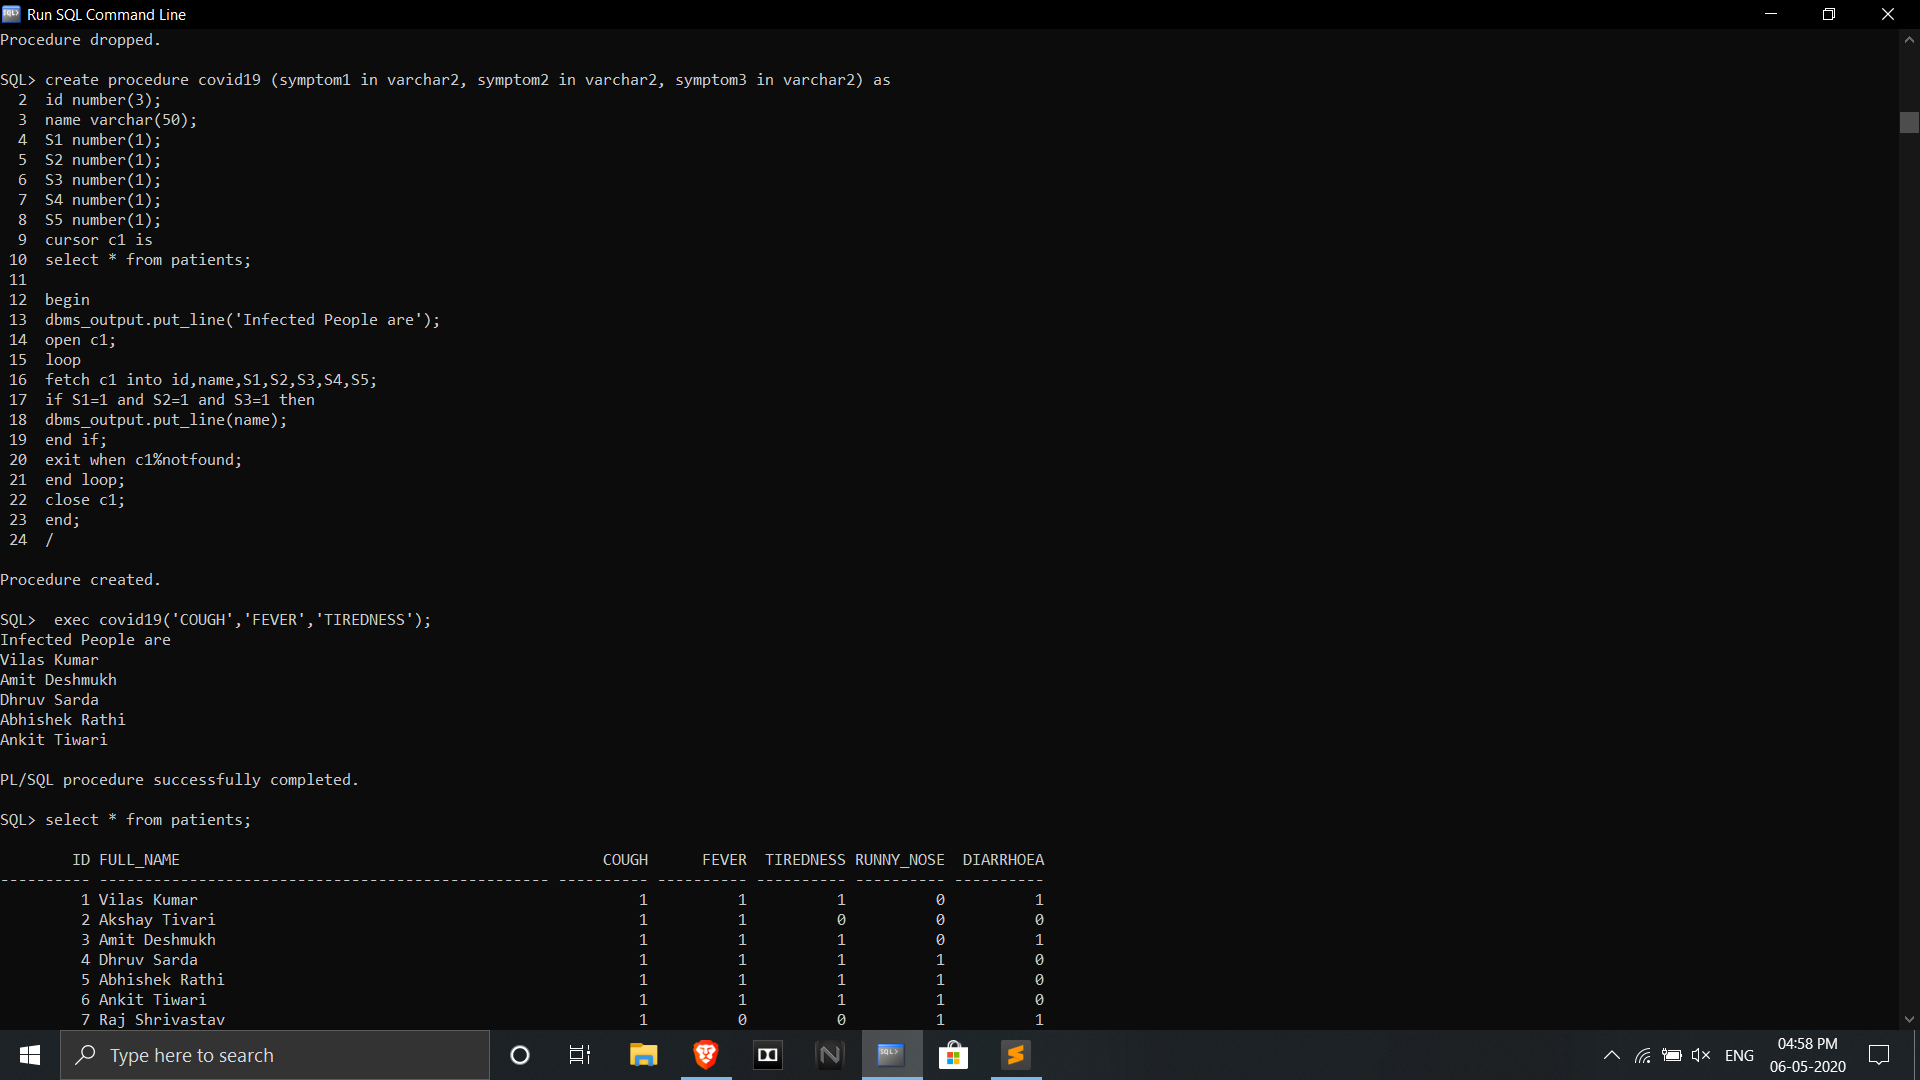 Run SQL Command Line
Procedure dropped.
SQL> create procedure covid19 (symptom1 in varchar2, symptom2 in varchar2, symptom3 in varchar2) as
2 id number(3);
3 name varchar(50);
4 S1 number(1);
5 S2 number(1);
6 S3 number(1);
7 S4 number(1);
8 S5 number(1);
9 cursor c1 is
10 select * from patients;
11
12 begin
13 dbms_output.put_line('Infected People are');
14 open c1;
15 loop
16 fetch c1 into id,name,S1,S2,S3,S4,S5;
17 if S1=1 and S2=1 and S3=1 then
18 dbms_output.put_line(name);
19 end if;
20 exit when c1%notfound;
21 end loop;
22 close c1;
23 end;
24 /
Procedure created.
SQL>  exec covid19('COUGH','FEVER','TIREDNESS');
Infected People are
Vilas Kumar
Amit Deshmukh
Dhruv Sarda
Abhishek Rathi
Ankit Tiwari
PL/SQL procedure successfully completed.
SQL> select * from patients;
ID FULL_NAME COUGH FEVER TIREDNESS RUNNY_NOSE DIARRHOEA
---------- -------------------------------------------------- ---------- ---------- ---------- ---------- ----------
1 Vilas Kumar 1 1 1 0 1
2 Akshay Tivari 1 1 0 0 0
3 Amit Deshmukh 1 1 1 0 1
4 Dhruv Sarda 1 1 1 1 0
5 Abhishek Rathi 1 1 1 1 0
6 Ankit Tiwari 1 1 1 1 0
7 Raj Shrivastav 1 0 0 1 1
Type here to search
SQL>
ENG
04:58 PM
06-05-2020